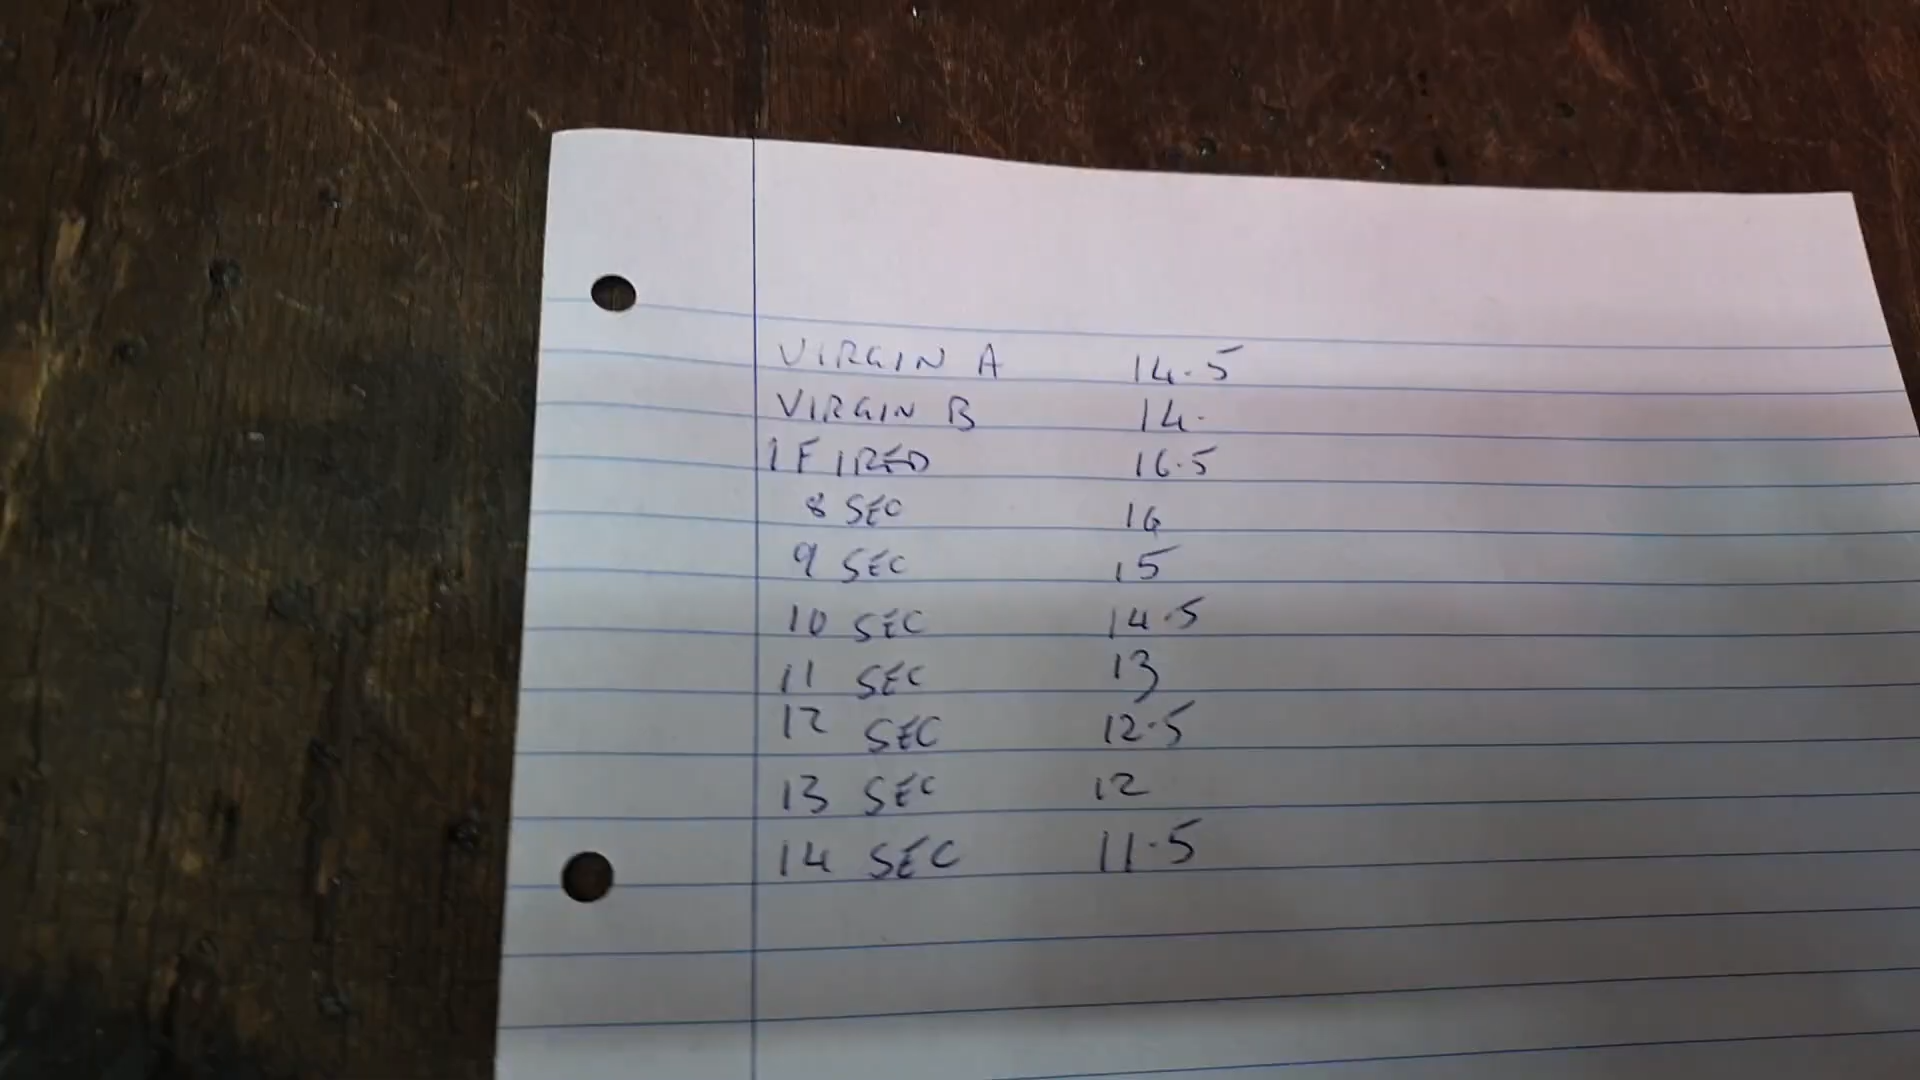 VIRGIN A 14.5
VIRGIN B 14.
1 FIRED 16.5
8 SEC 16
9 SEC 15
10 SEC 14.5
11 SEC 13
12 SEC 12.5
13 SEC 12
14 SEC 11.5